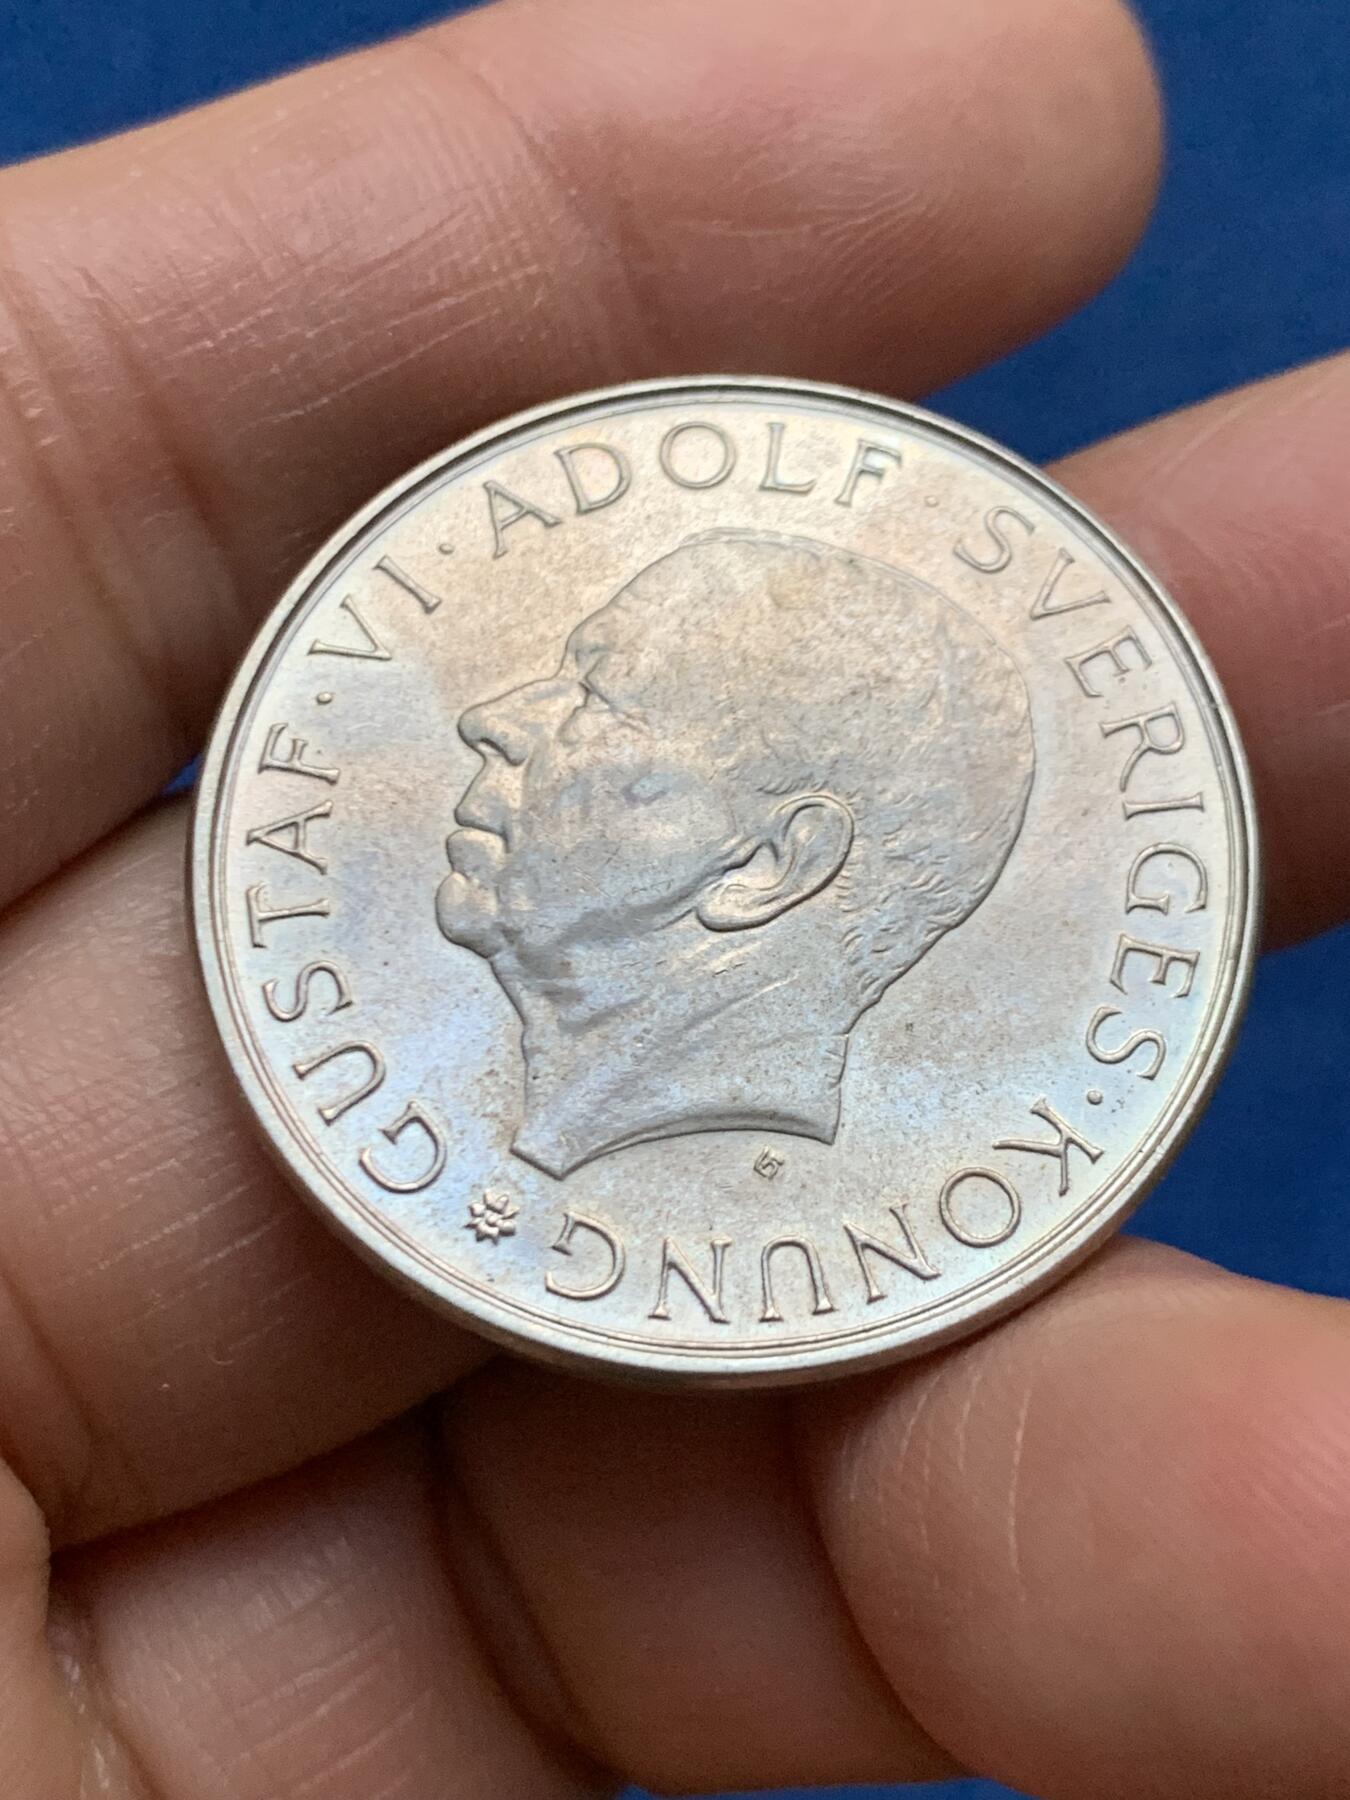 GUSTAF · VI · ADOLF · SVERIGES · KONUNG